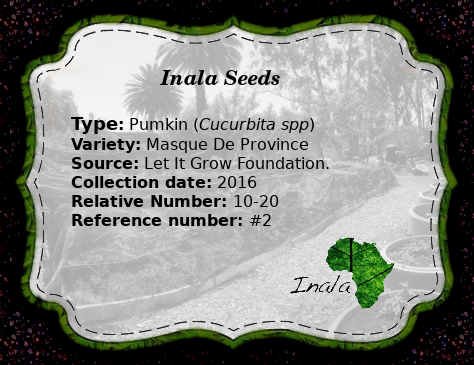 Inala Seeds
Type: Pumkin (Cucurbita spp)
Variety: Masque De Province
Source: Let It Grow Foundation.
Collection date: 2016
Relative Number: 10-20
Reference number: #2
Inala